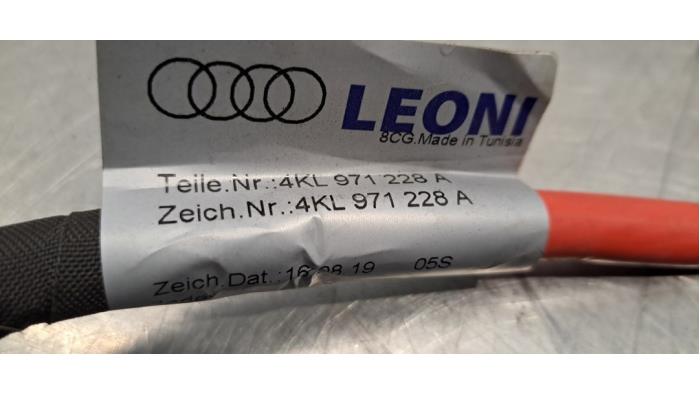 LEONI
8CG.Made in Tunisia
Teile.Nr.:4KL 971 228 A
Zeich.Nr.:4KL 971 228 A
Zeich.Dat.:16.08.19 05S